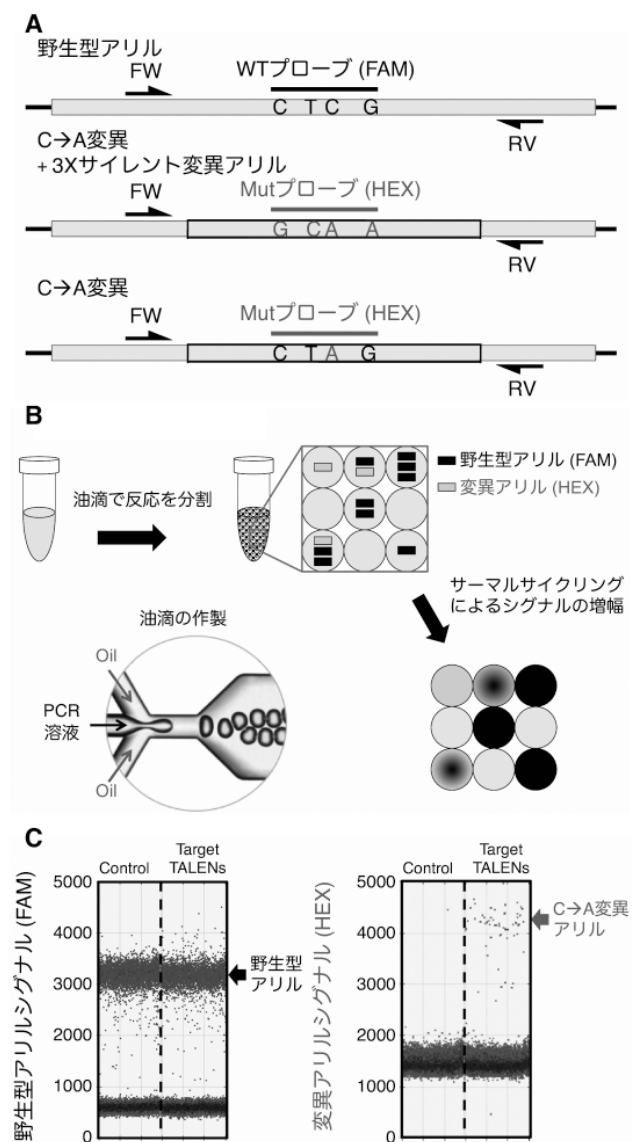 A
野生型アリル
FW
WTプローブ (FAM)
C T C G
RV
C→A変異
+ 3Xサイレント変異アリル
FW
Mutプローブ (HEX)
G C A A
RV
C→A変異
FW
Mutプローブ (HEX)
C T A G
RV
B
油滴で反応を分割
野生型アリル (FAM)
変異アリル (HEX)
サーマルサイクリング
によるシグナルの増幅
油滴の作製
Oil
PCR
溶液
Oil
C
Control
Target
TALENs
野生型アリルシグナル (FAM)
5000
4000
3000
2000
1000
0
野生型
アリル
Control
Target
TALENs
変異アリルシグナル (HEX)
5000
4000
3000
2000
1000
0
C→A変異
アリル